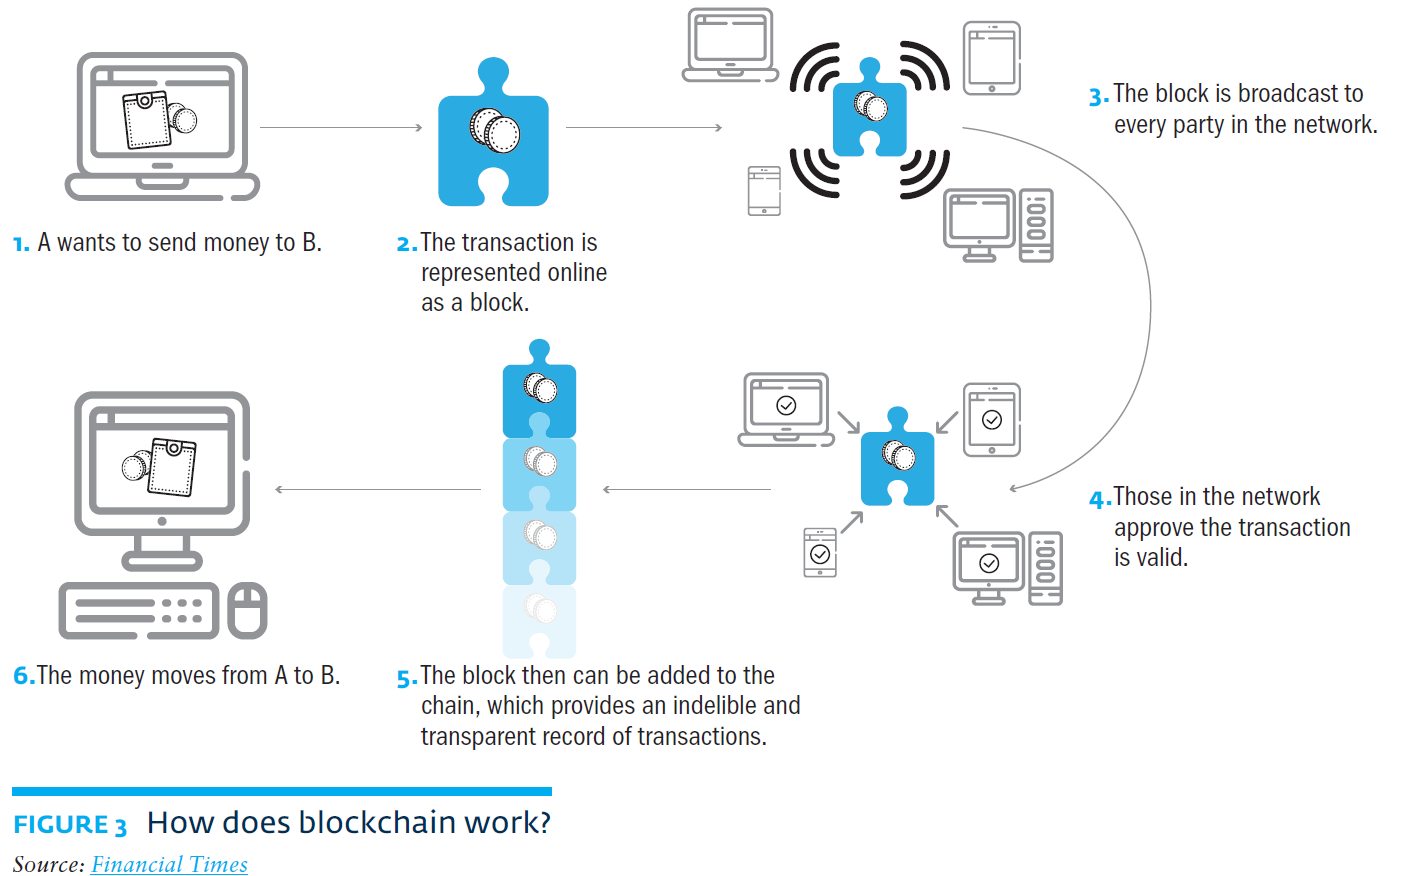 1. A wants to send money to B.
2. The transaction is
represented online
as a block.
3. The block is broadcast to
every party in the network.
4. Those in the network
approve the transaction
is valid.
5. The block then can be added to the
chain, which provides an indelible and
transparent record of transactions.
6. The money moves from A to B.
FIGURE 3 How does blockchain work?
Source: Financial Times